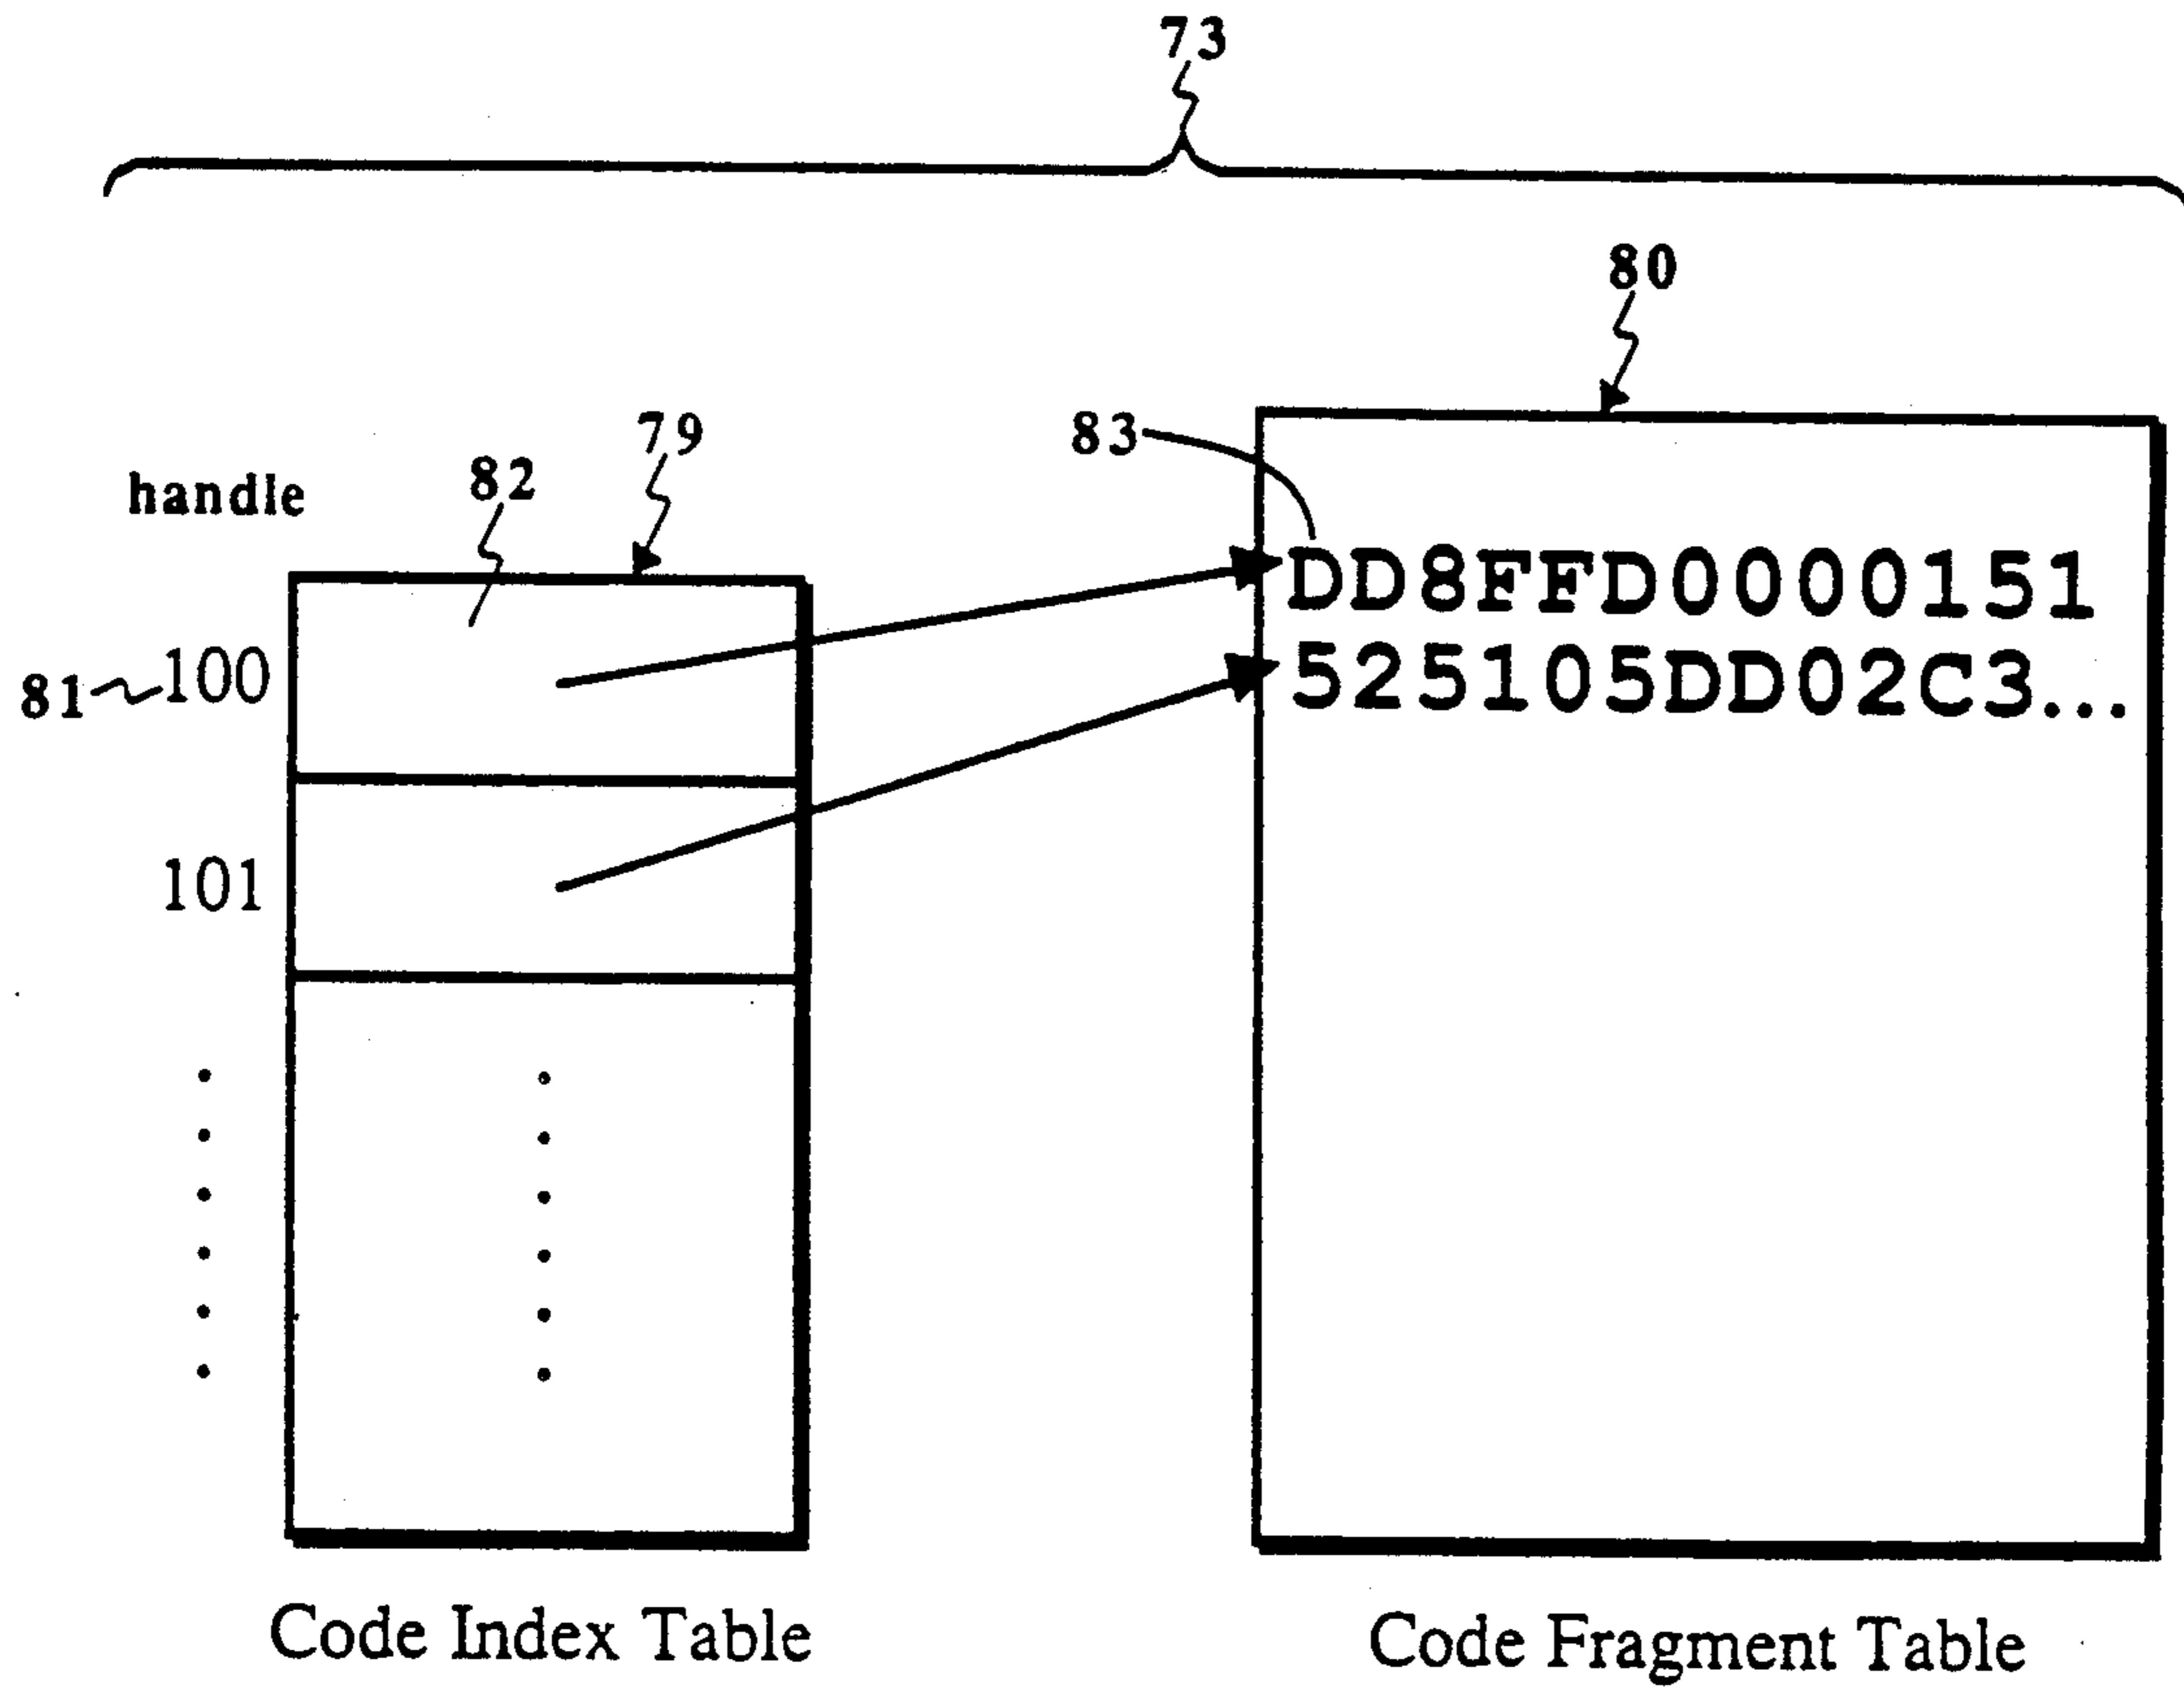 73
80
79
83
82
handle
DD8FFD0000151
81 100
525105DD02C3...
101
Code Index Table
Code Fragment Table